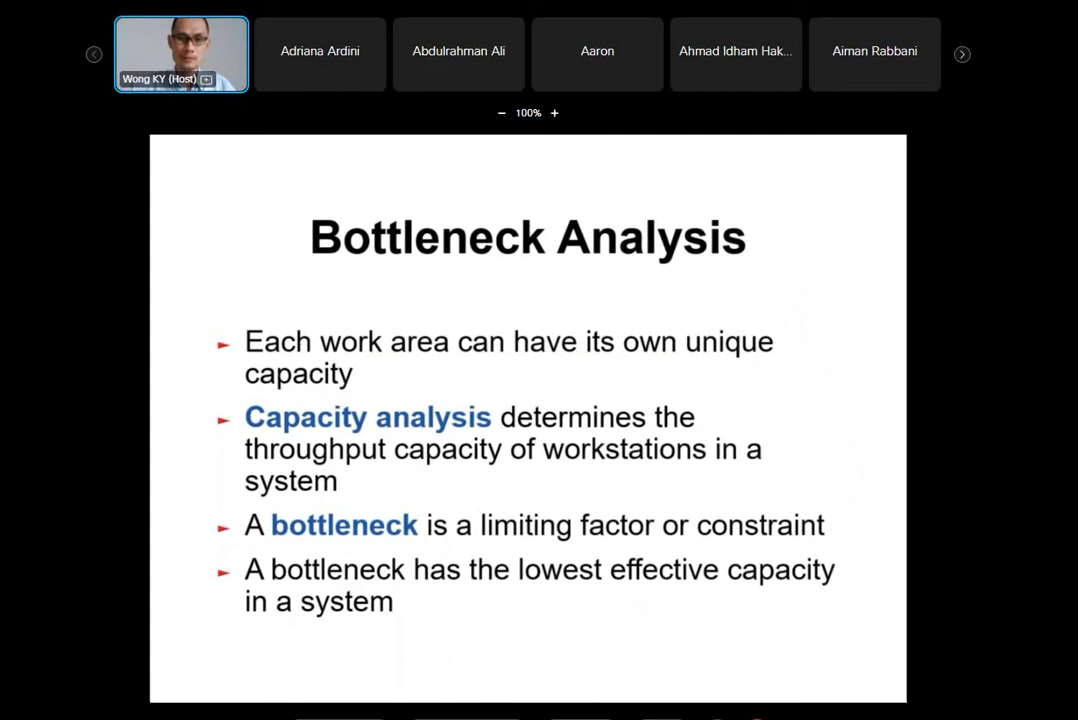 Wong KY (Host)
Adriana Ardini
Abdulrahman Ali
Aaron
Ahmad Idham Hak...
Aiman Rabbani
− 100% +
Bottleneck Analysis
► Each work area can have its own unique
capacity
► Capacity analysis determines the
throughput capacity of workstations in a
system
► A bottleneck is a limiting factor or constraint
► A bottleneck has the lowest effective capacity
in a system